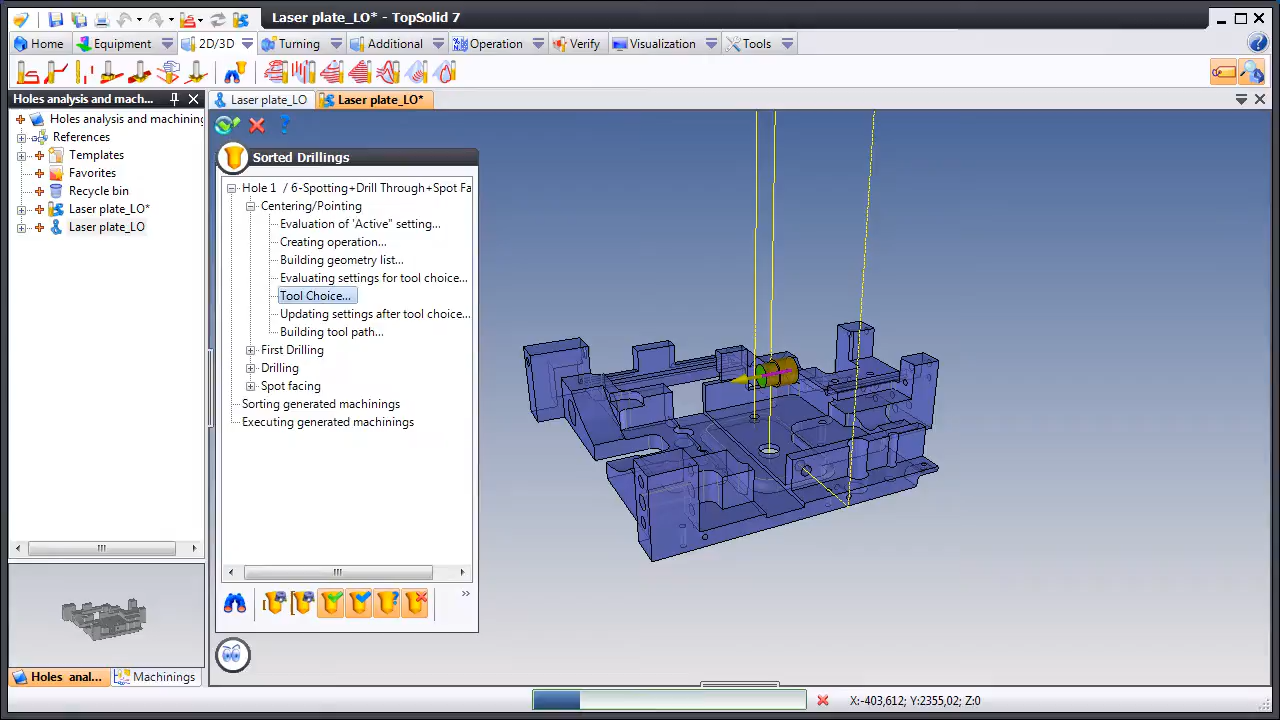 Laser plate_LO* - TopSolid 7
Home Equipment 2D/3D Turning Additional Operation Verify Visualization Tools
Holes analysis and mach...
Laser plate_LO Laser plate_LO*
Holes analysis and machining
References
Templates
Favorites
Recycle bin
Laser plate_LO*
Laser plate_LO
Sorted Drillings
Hole 1 / 6-Spotting+Drill Through+Spot Fa
Centering/Pointing
Evaluation of 'Active" setting...
Creating operation...
Building geometry list...
Evaluating settings for tool choice...
Tool Choice...
Updating settings after tool choice...
Building tool path...
First Drilling
Drilling
Spot facing
Sorting generated machinings
Executing generated machinings
Holes anal... Machinings
X:-403,612; Y:2355,02; Z:0